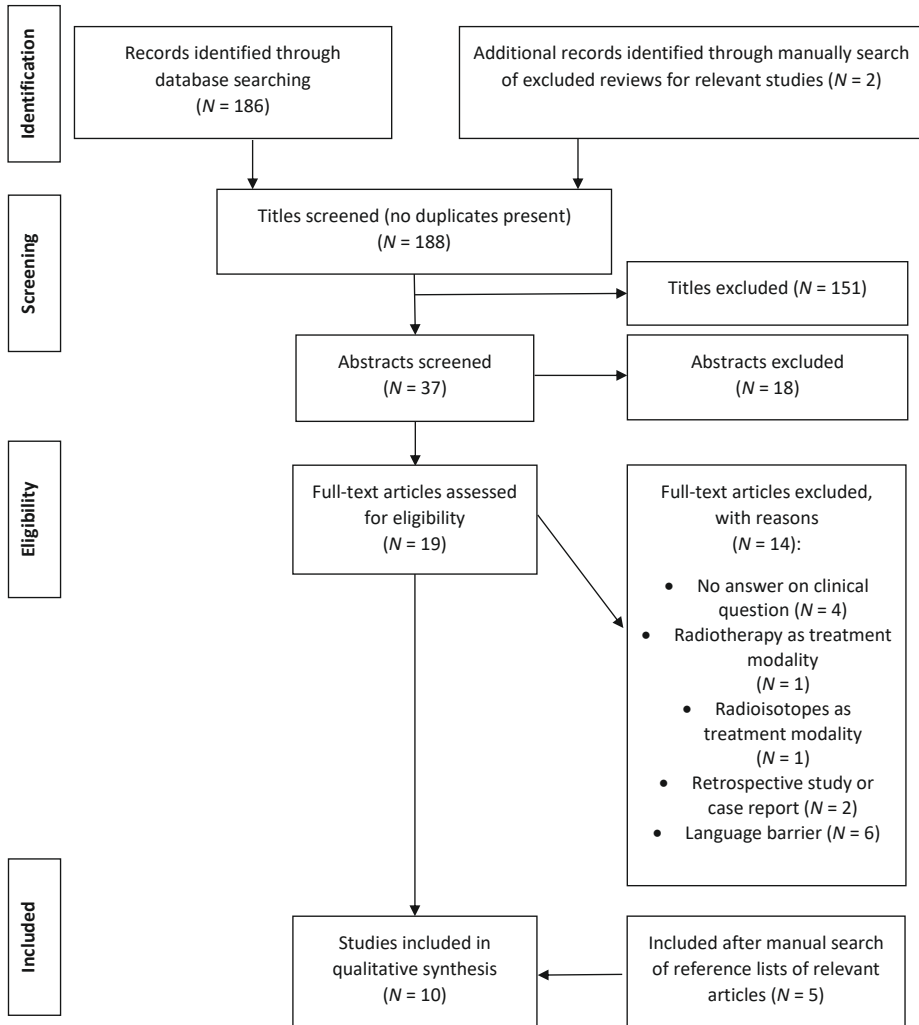 Identification
Records identified through
database searching
(N = 186)
Additional records identified through manually search
of excluded reviews for relevant studies (N = 2)
Screening
Titles screened (no duplicates present)
(N = 188)
Titles excluded (N = 151)
Abstracts screened
(N = 37)
Abstracts excluded
(N = 18)
Eligibility
Full-text articles assessed
for eligibility
(N = 19)
Full-text articles excluded,
with reasons
(N = 14):
• No answer on clinical
question (N = 4)
• Radiotherapy as treatment
modality
(N = 1)
• Radioisotopes as
treatment modality
(N = 1)
• Retrospective study or
case report (N = 2)
• Language barrier (N = 6)
Included
Studies included in
qualitative synthesis
(N = 10)
Included after manual search
of reference lists of relevant
articles (N = 5)